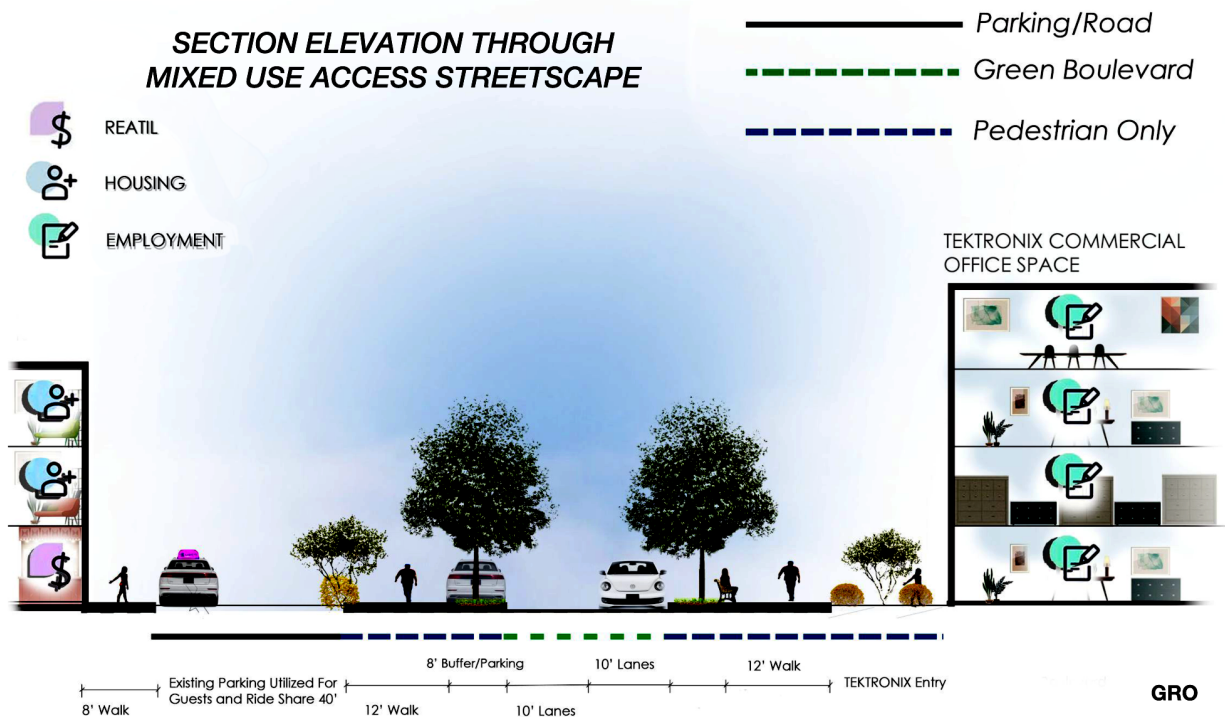 SECTION ELEVATION THROUGH
MIXED USE ACCESS STREETSCAPE
Parking/Road
Green Boulevard
Pedestrian Only
$ REATIL
HOUSING
EMPLOYMENT
TEKTRONIX COMMERCIAL
OFFICE SPACE
$
8' Buffer/Parking
10' Lanes
12' Walk
Existing Parking Utilized For
Guests and Ride Share 40'
TEKTRONIX Entry
8' Walk
12' Walk
10' Lanes
GRO